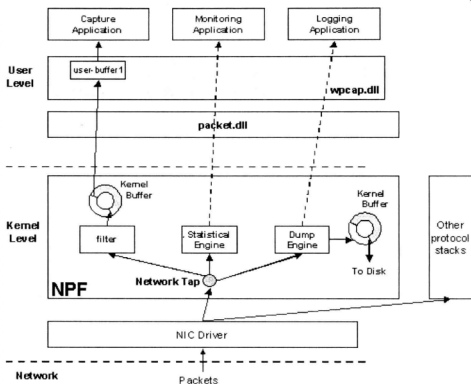 Capture
Application
Monitoring
Application
Logging
Application
User
Level
user-buffer1
wpcap.dll
packet.dll
Kernel
Level
Kernel
Buffer
Kernel
Buffer
filter
Statistical
Engine
Dump
Engine
Other
protocol
stacks
To Disk
Network Tap
NPF
NIC Driver
Network
Packets